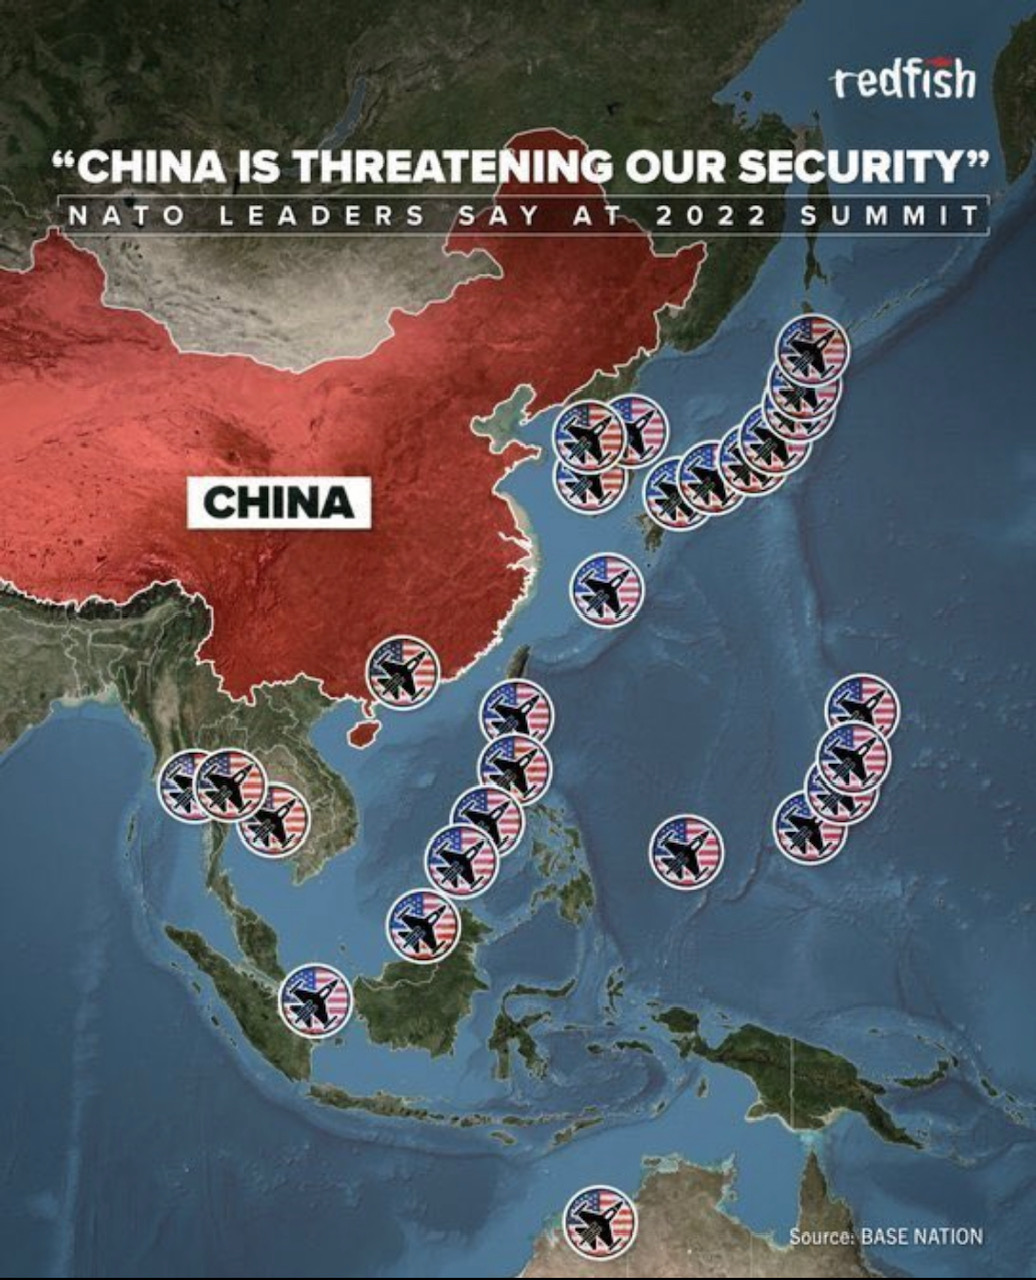 redfish
“CHINA IS THREATENING OUR SECURITY”
NATO LEADERS SAY AT 2022 SUMMIT
CHINA
Source: BASE NATION